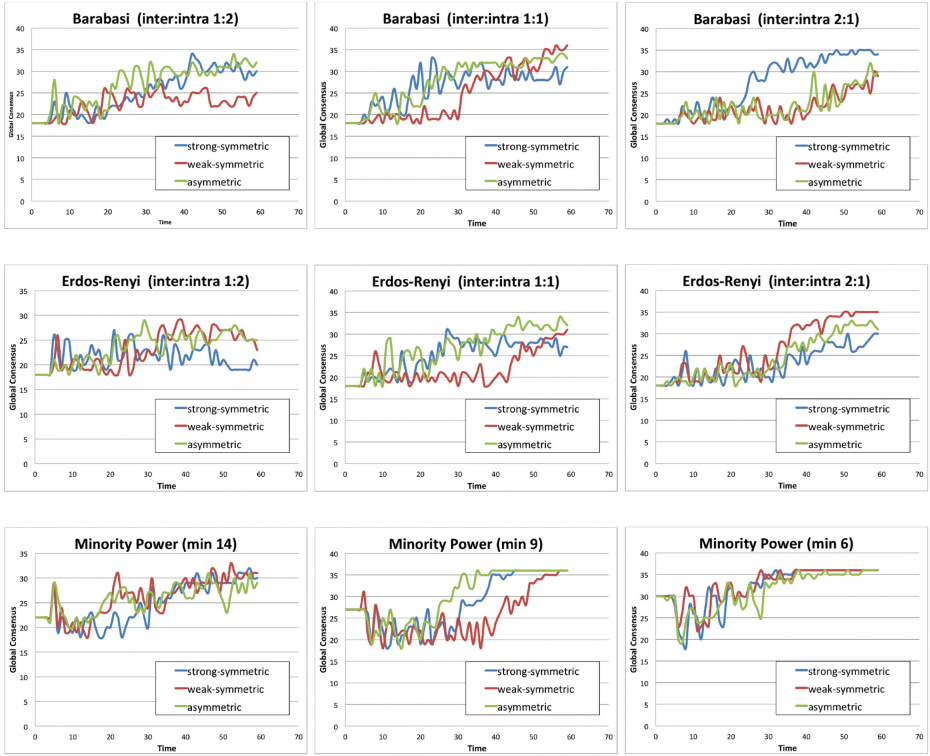 Barabasi (inter:intra 1:2)
Global Consensus
40
35
30
25
20
15
10
5
0
strong-symmetric
weak-symmetric
asymmetric
0 10 20 30 40 50 60 70
Time
Barabasi (inter:intra 1:1)
Global Consensus
40
35
30
25
20
15
10
5
0
strong-symmetric
weak-symmetric
asymmetric
0 10 20 30 40 50 60 70
Time
Barabasi (inter:intra 2:1)
Global Consensus
40
35
30
25
20
15
10
5
0
strong-symmetric
weak-symmetric
asymmetric
0 10 20 30 40 50 60 70
Time
Erdos-Renyi (inter:intra 1:2)
Global Consensus
35
30
25
20
15
10
5
0
strong-symmetric
weak-symmetric
asymmetric
0 10 20 30 40 50 60 70
Time
Erdos-Renyi (inter:intra 1:1)
Global Consensus
40
35
30
25
20
15
10
5
0
strong-symmetric
weak-symmetric
asymmetric
0 10 20 30 40 50 60 70
Time
Erdos-Renyi (inter:intra 2:1)
Global Consensus
40
35
30
25
20
15
10
5
0
strong-symmetric
weak-symmetric
asymmetric
0 10 20 30 40 50 60 70
Time
Minority Power (min 14)
Global Consensus
35
30
25
20
15
10
5
0
strong-symmetric
weak-symmetric
asymmetric
0 10 20 30 40 50 60 70
Time
Minority Power (min 9)
Global Consensus
40
35
30
25
20
15
10
5
0
strong-symmetric
weak-symmetric
asymmetric
0 10 20 30 40 50 60 70
Time
Minority Power (min 6)
Global Consensus
40
35
30
25
20
15
10
5
0
strong-symmetric
weak-symmetric
asymmetric
0 10 20 30 40 50 60 70
Time